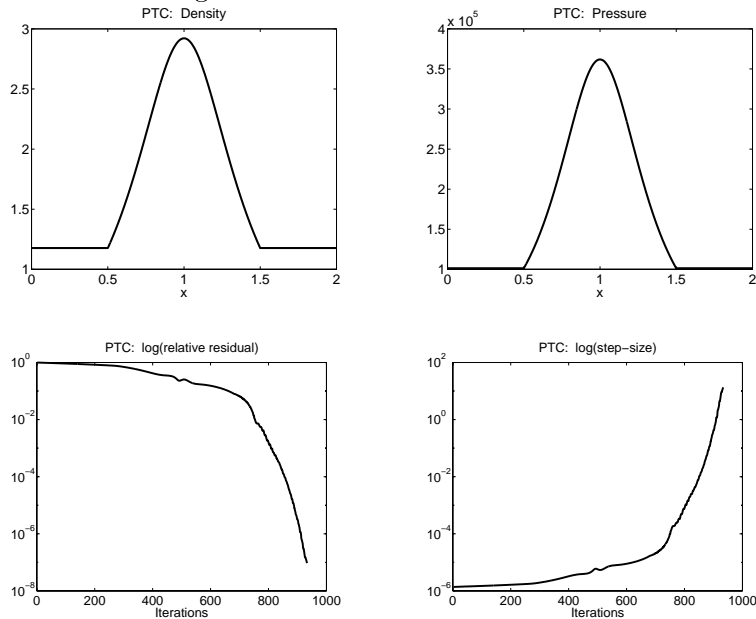 PTC: Density
3
2.5
2
1.5
1
0 0.5 1 1.5 2
x
PTC: Pressure
x 10^5
4
3.5
3
2.5
2
1.5
1
0 0.5 1 1.5 2
x
PTC: log(relative residual)
10^0
10^−2
10^−4
10^−6
10^−8
0 200 400 600 800 1000
Iterations
PTC: log(step−size)
10^2
10^0
10^−2
10^−4
10^−6
0 200 400 600 800 1000
Iterations